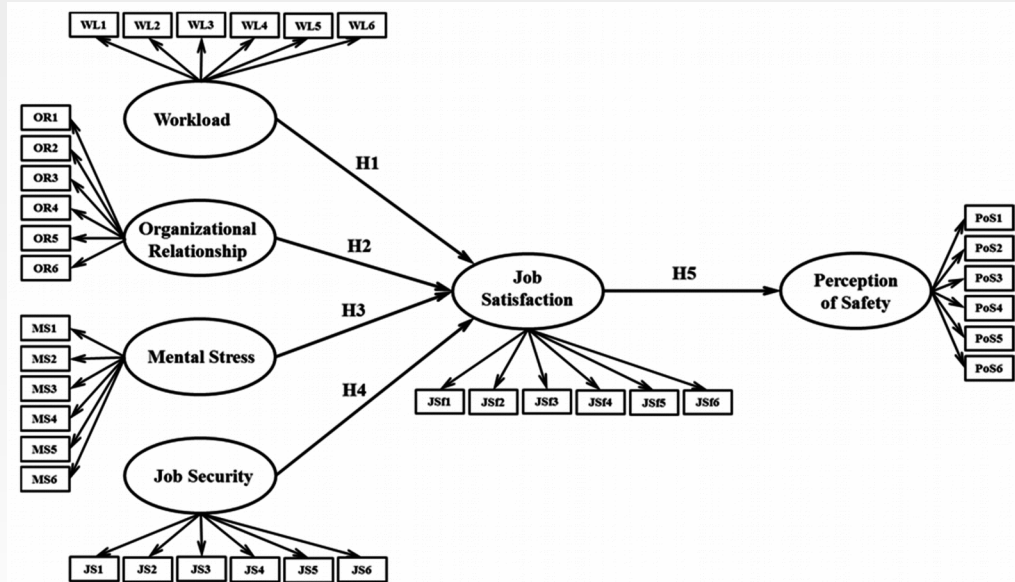 WL1 WL2 WL3 WL4 WL5 WL6
Workload
OR1
OR2
OR3
OR4
OR5
OR6
Organizational
Relationship
MS1
MS2
MS3
MS4
MS5
MS6
Mental Stress
Job Security
JS1 JS2 JS3 JS4 JS5 JS6
H1
H2
H3
H4
Job
Satisfaction
JSf1 JSf2 JSf3 JSf4 JSf5 JSf6
H5
Perception
of Safety
PoS1
PoS2
PoS3
PoS4
PoS5
PoS6